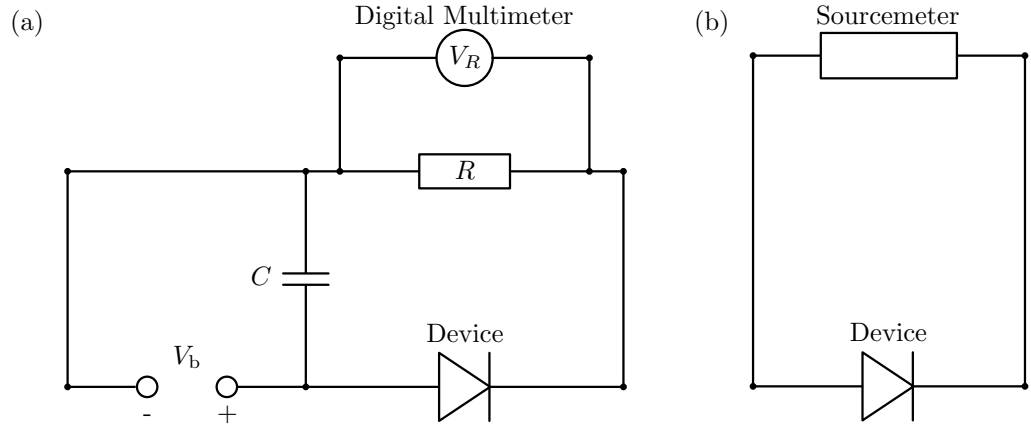 (a)
Digital Multimeter
V_R
R
C
Device
V_b
-
+
(b)
Sourcemeter
Device